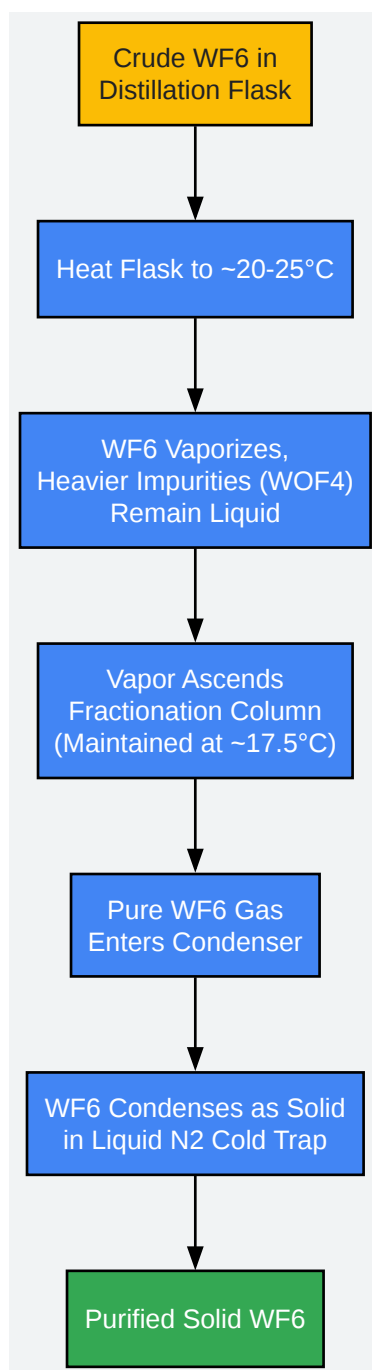 Crude WF6 in
Distillation Flask
Heat Flask to ~20-25°C
WF6 Vaporizes,
Heavier Impurities (WOF4)
Remain Liquid
Vapor Ascends
Fractionation Column
(Maintained at ~17.5°C)
Pure WF6 Gas
Enters Condenser
WF6 Condenses as Solid
in Liquid N2 Cold Trap
Purified Solid WF6